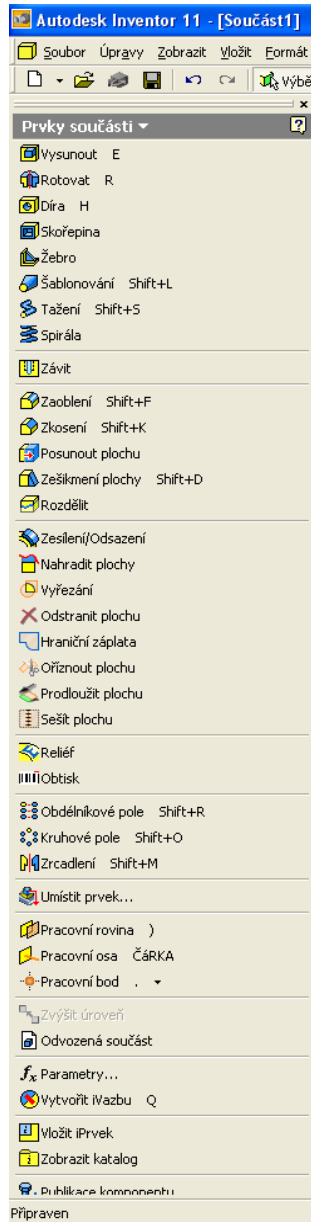 Autodesk Inventor 11 - [Součást1]
Soubor Úpravy Zobrazit Vložit Formát
Výbě
Prvky součásti
Vysunout E
Rotovat R
Díra H
Skořepina
Žebro
Šablonování Shift+L
Tažení Shift+S
Spirála
Závit
Zaoblení Shift+F
Zkosení Shift+K
Posunout plochu
Zešikmení plochy Shift+D
Rozdělit
Zesílení/Odsazení
Nahradit plochy
Vyřezání
Odstranit plochu
Hraniční záplata
Oříznout plochu
Prodloužit plochu
Sešít plochu
Reliéf
Obtisk
Obdélníkové pole Shift+R
Kruhové pole Shift+O
Zrcadlení Shift+M
Umístit prvek...
Pracovní rovina )
Pracovní osa ČáRKA
Pracovní bod .
Zvýšit úroveň
Odvozená součást
fx Parametry...
Vytvořit iVazbu Q
Vložit iPrvek
Zobrazit katalog
Publikace komponentu
Připraven